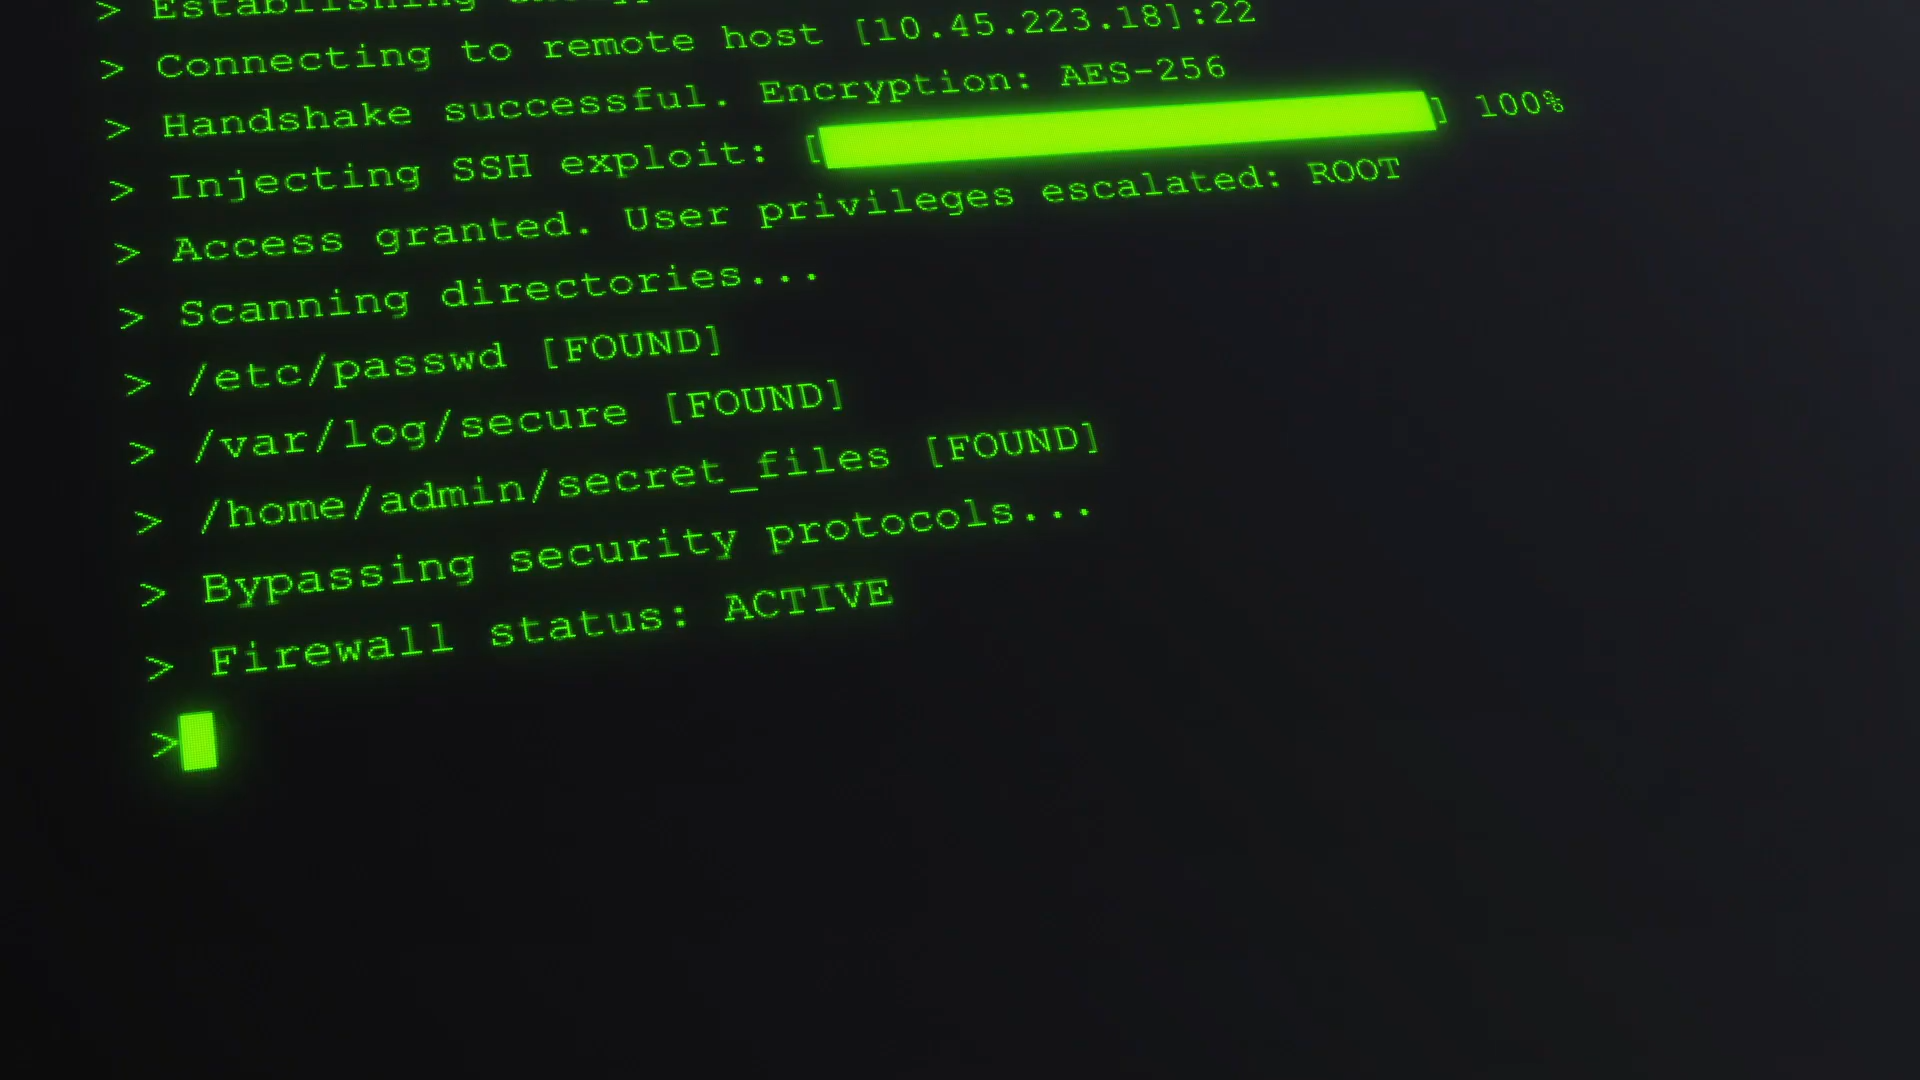 > Establishing
> Connecting to remote host [10.45.223.18]:22
> Handshake successful. Encryption: AES-256
> Injecting SSH exploit: [] 100%
> Access granted. User privileges escalated: ROOT
> Scanning directories...
> /etc/passwd [FOUND]
> /var/log/secure [FOUND]
> /home/admin/secret_files [FOUND]
> Bypassing security protocols...
> Firewall status: ACTIVE
>